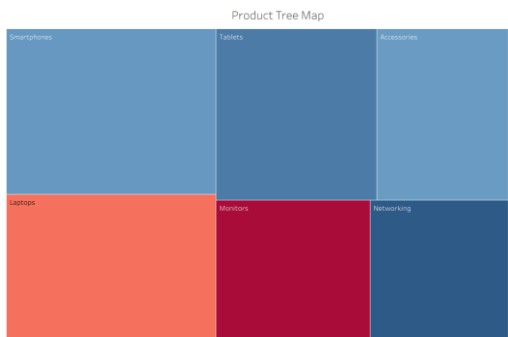 Product Tree Map
Smartphones
Tablets
Accessories
Laptops
Monitors
Networking